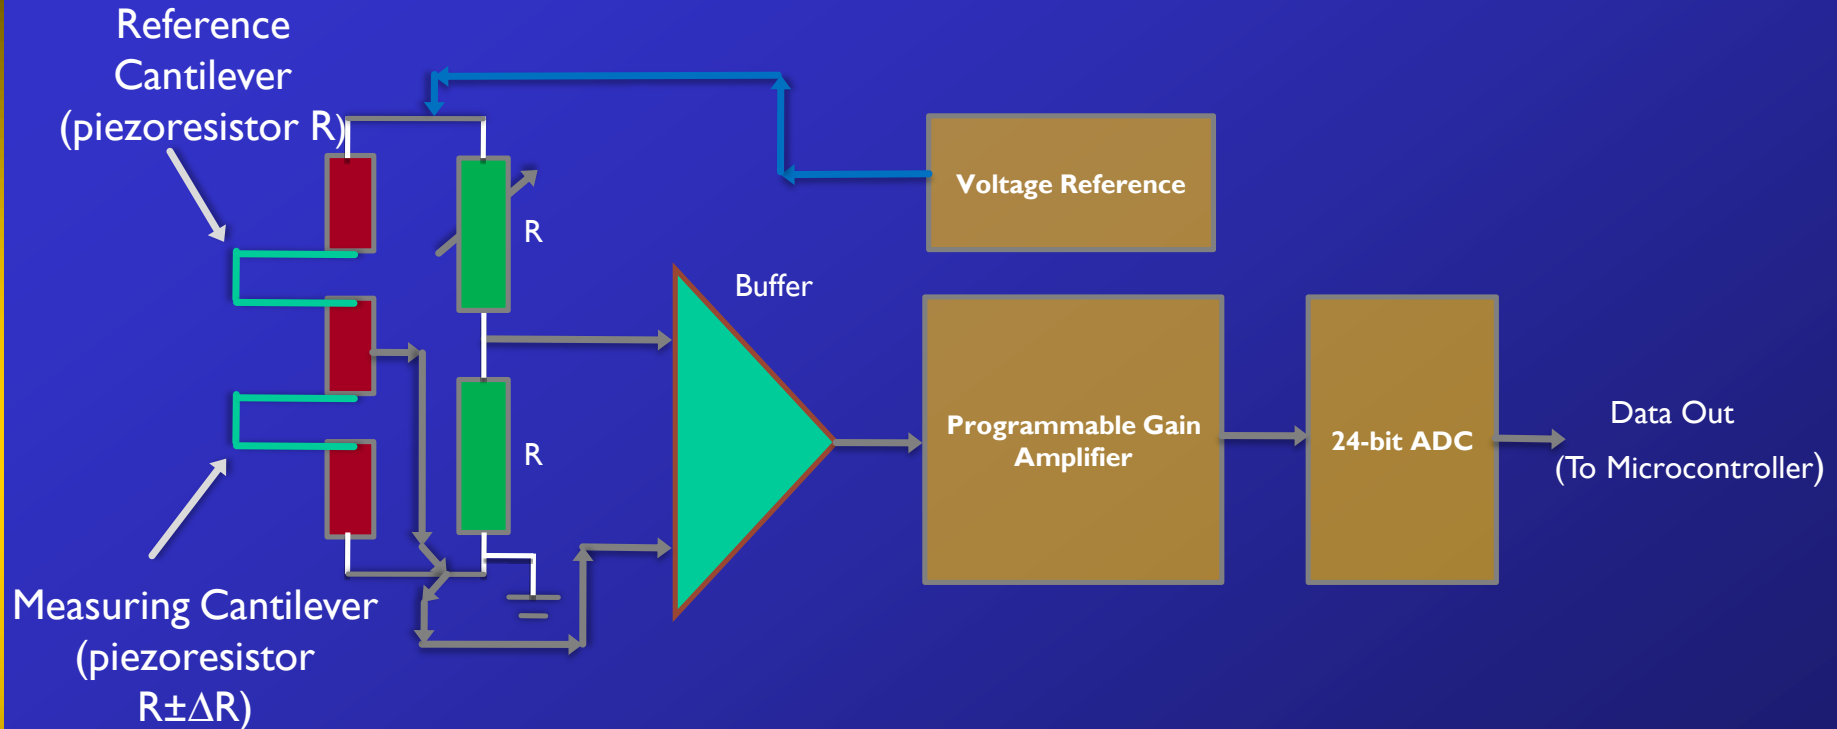 Reference
Cantilever
(piezoresistor R)
Voltage Reference
R
Buffer
Programmable Gain
Amplifier
24-bit ADC
Data Out
(To Microcontroller)
R
Measuring Cantilever
(piezoresistor
R±∆R)